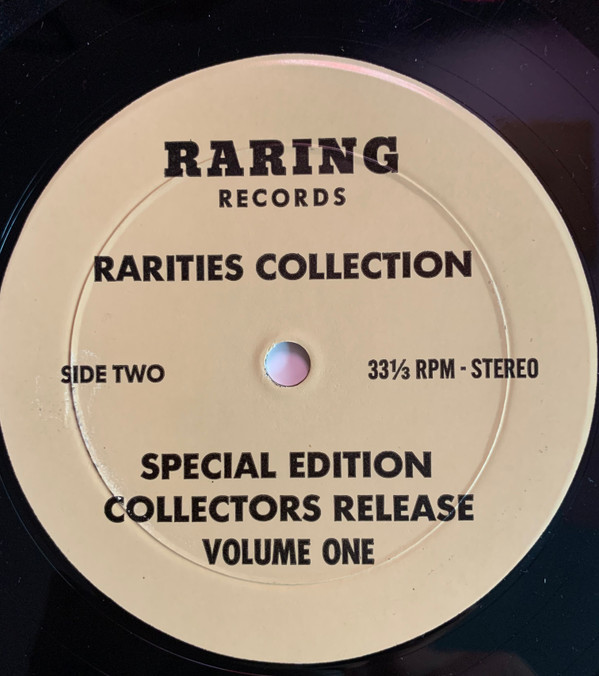 RARING
RECORDS
RARITIES COLLECTION
SIDE TWO
33⅓ RPM - STEREO
SPECIAL EDITION
COLLECTORS RELEASE
VOLUME ONE